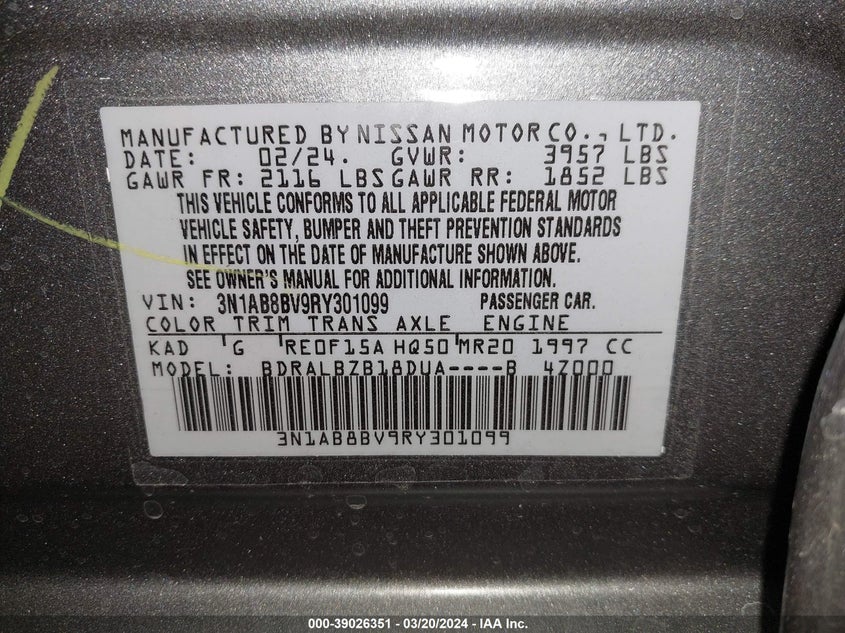 MANUFACTURED BY NISSAN MOTOR CO., LTD.
DATE: 02/24. GVWR: 3957 LBS
GAWR FR: 2116 LBS GAWR RR: 1852 LBS
THIS VEHICLE CONFORMS TO ALL APPLICABLE FEDERAL MOTOR
VEHICLE SAFETY, BUMPER AND THEFT PREVENTION STANDARDS
IN EFFECT ON THE DATE OF MANUFACTURE SHOWN ABOVE.
SEE OWNER'S MANUAL FOR ADDITIONAL INFORMATION.
VIN: 3N1AB8BV9RY301099 PASSENGER CAR.
COLOR TRIM TRANS AXLE ENGINE
KAD ' G ' RE0F15A HQ50 ' MR20 1997 CC
MODEL: BDRALBZB18DUA----B 4Z000
3N1AB8BV9RY301099
000-39026351 / 03/20/2024 - IAA Inc.